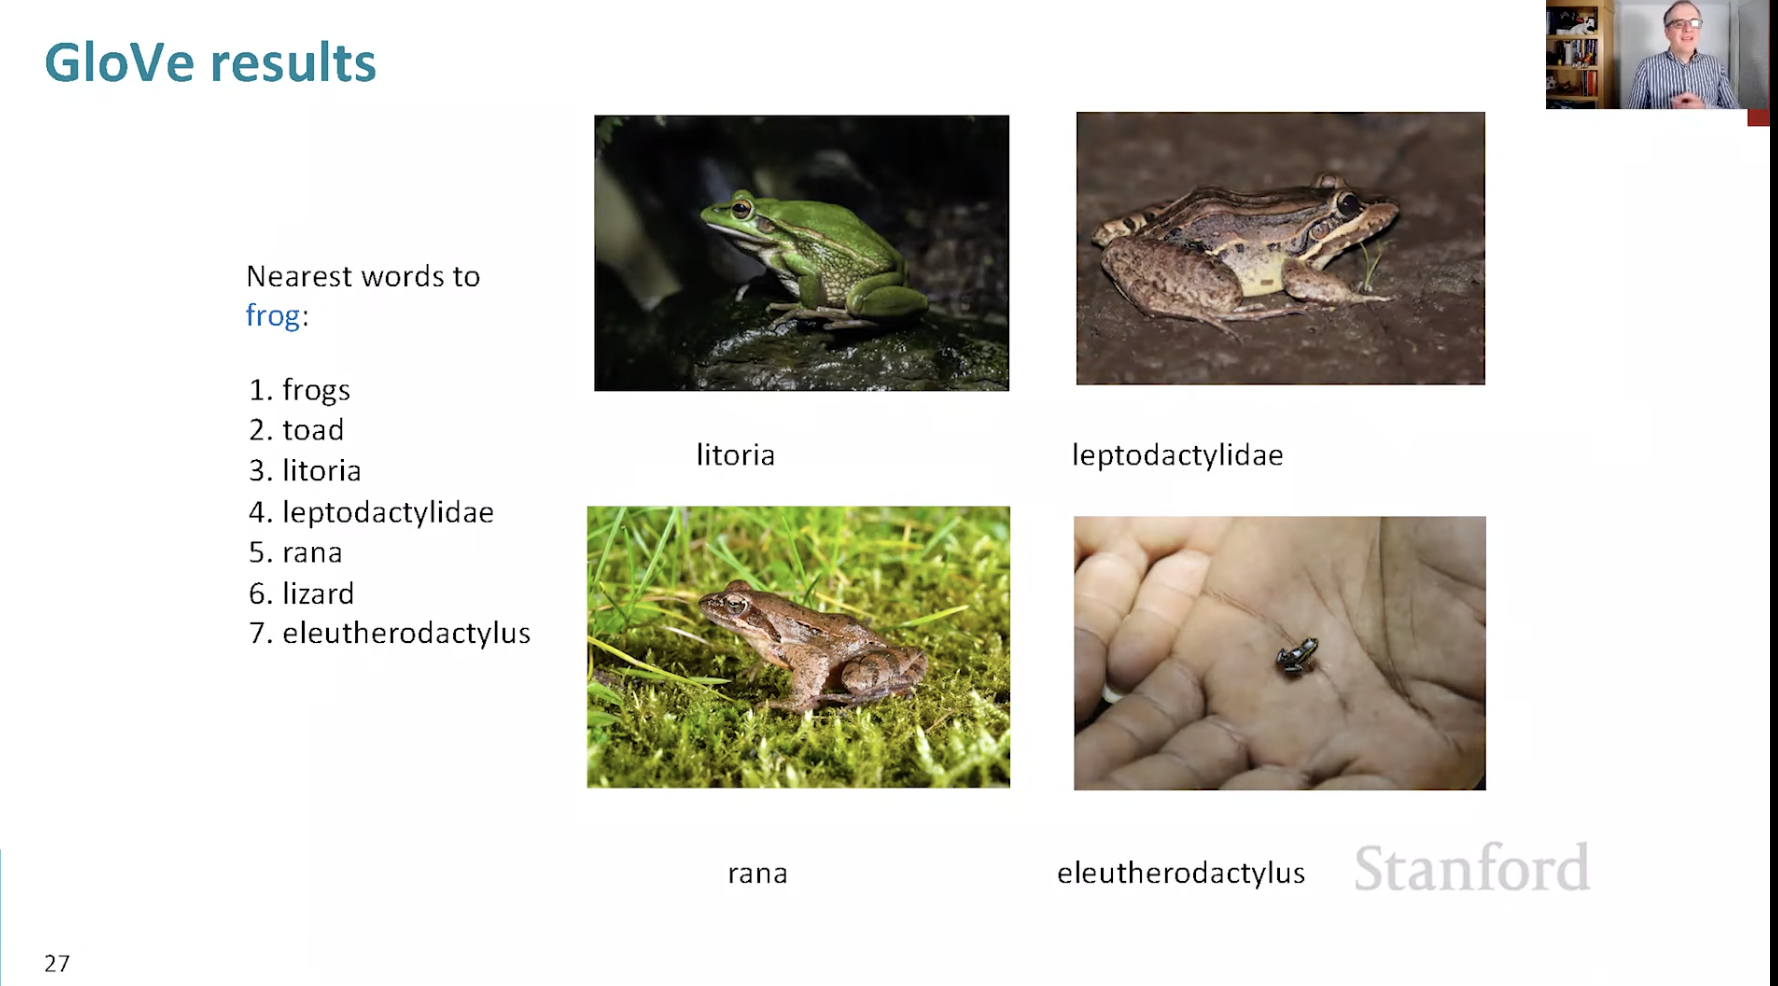 GloVe results
Nearest words to
frog:
1. frogs
2. toad
3. litoria
4. leptodactylidae
5. rana
6. lizard
7. eleutherodactylus
litoria
leptodactylidae
rana
eleutherodactylus
Stanford
27